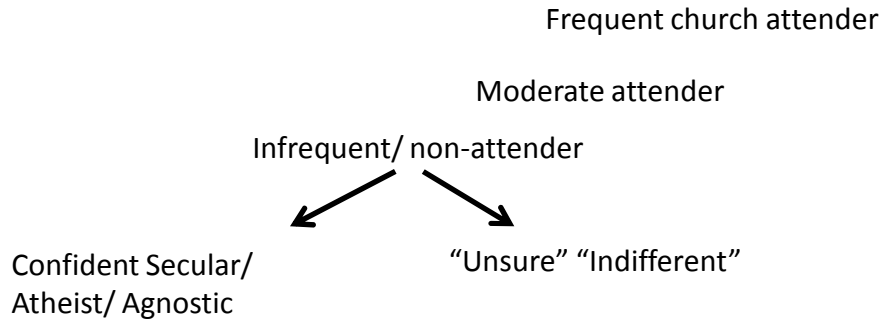 Frequent church attender
Moderate attender
Infrequent/ non-attender
Confident Secular/
Atheist/ Agnostic
“Unsure” “Indifferent”